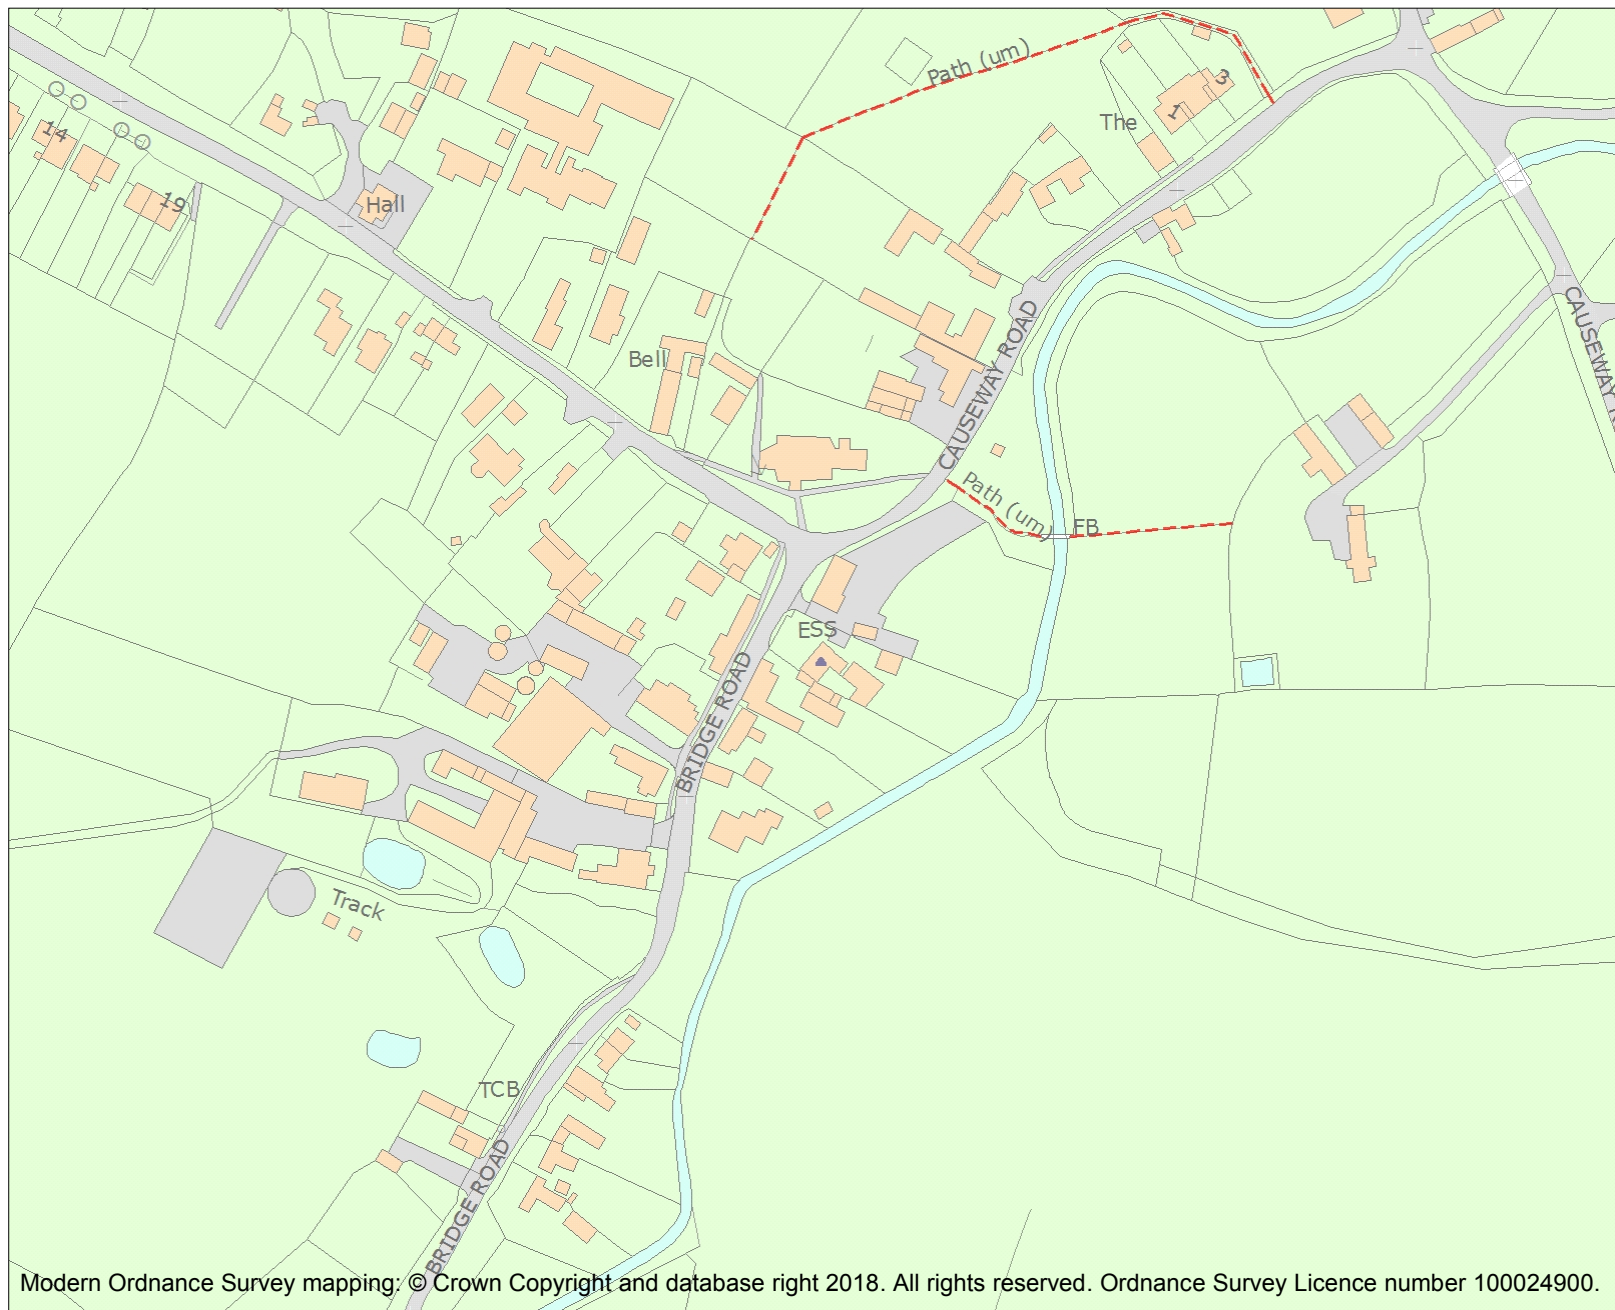 Path (um)
3
1
The
14
19
Hall
CAUSEWAY ROAD
CAUSEWAY
Bell
Path (um)
FB
ESS
BRIDGE ROAD
Track
TCB
BRIDGE ROAD
Modern Ordnance Survey mapping: © Crown Copyright and database right 2018. All rights reserved. Ordnance Survey Licence number 100024900.